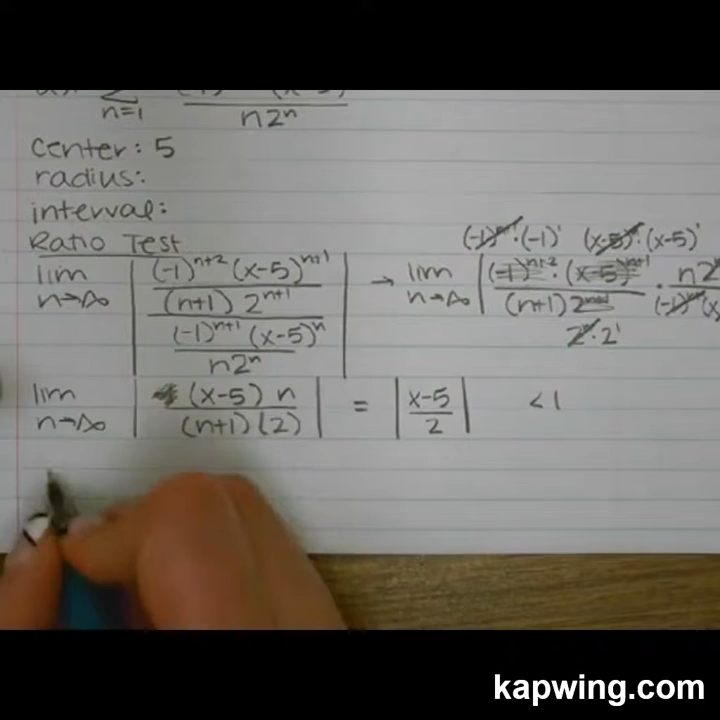 n=1 n2ⁿ
center: 5
radius:
interval:
Ratio Test
(-1)ⁿ⁺¹·(-1)¹ (x-5)ⁿ·(x-5)¹
lim n→∞ | (-1)ⁿ⁺² (x-5)ⁿ⁺¹ / (n+1) 2ⁿ⁺¹ / (-1)ⁿ⁺¹ (x-5)ⁿ / n2ⁿ | → lim n→∞ | (-1)ⁿ⁺² · (x-5)ⁿ⁺¹ / (n+1) 2ⁿ⁺¹ · n2ⁿ
2ⁿ·2¹
lim n→∞ | (x-5) n / (n+1)(2) | = | x-5 / 2 | < 1
kapwing.com